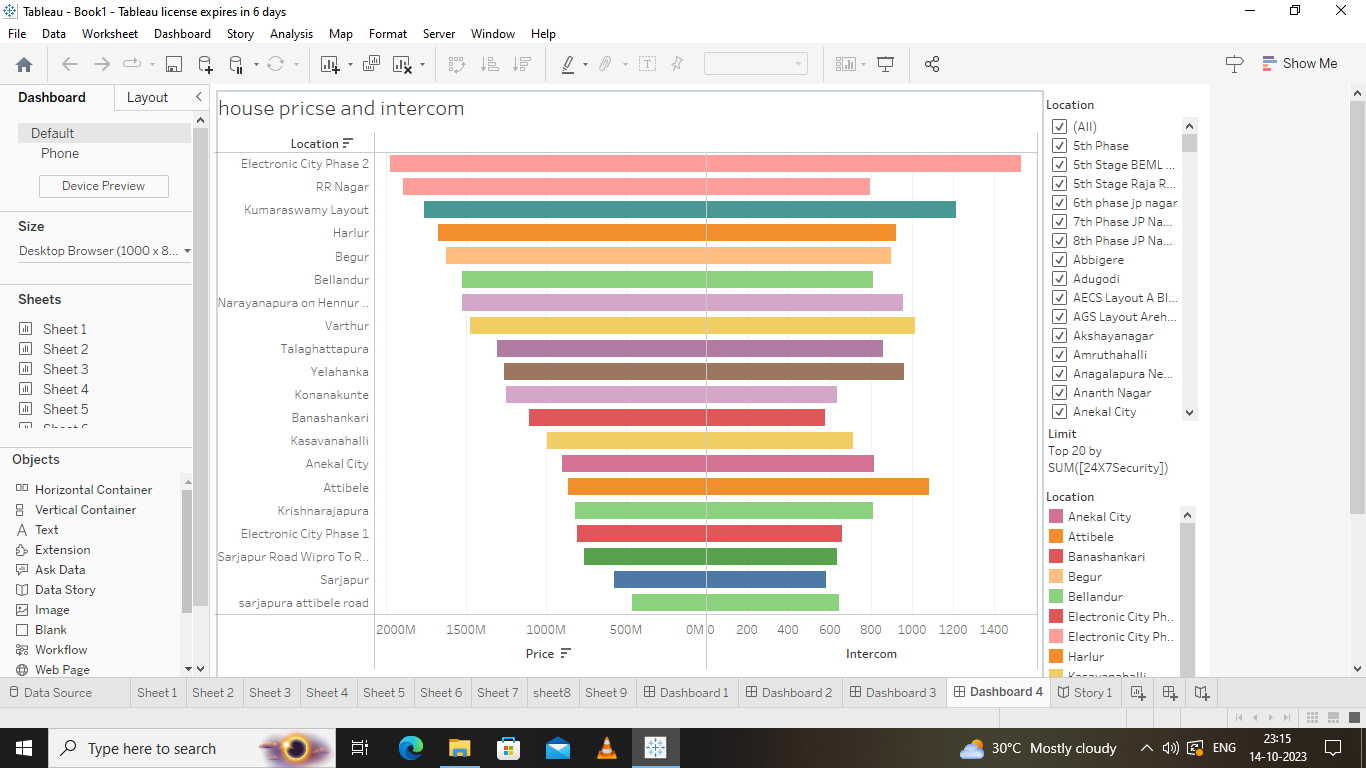 Tableau - Book1 - Tableau license expires in 6 days
File Data Worksheet Dashboard Story Analysis Map Format Server Window Help
Show Me
Dashboard Layout
Default
Phone
Device Preview
Size
Desktop Browser (1000 x 8...
Sheets
Sheet 1
Sheet 2
Sheet 3
Sheet 4
Sheet 5
Objects
Horizontal Container
Vertical Container
Text
Extension
Ask Data
Data Story
Image
Blank
Workflow
Web Page
house pricse and intercom
Location
Electronic City Phase 2
RR Nagar
Kumaraswamy Layout
Harlur
Begur
Bellandur
Narayanapura on Hennur ..
Varthur
Talaghattapura
Yelahanka
Konanakunte
Banashankari
Kasavanahalli
Anekal City
Attibele
Krishnarajapura
Electronic City Phase 1
Sarjapur Road Wipro To R..
Sarjapur
sarjapura attibele road
2000M 1500M 1000M 500M 0M 0 200 400 600 800 1000 1200 1400
Price Intercom
Location
(All)
5th Phase
5th Stage BEML ...
5th Stage Raja R...
6th phase jp nagar
7th Phase JP Na...
8th Phase JP Na...
Abbigere
Adugodi
AECS Layout A Bl...
AGS Layout Areh...
Akshayanagar
Amruthahalli
Anagalapura Ne...
Ananth Nagar
Anekal City
Limit
Top 20 by
SUM([24X7Security])
Location
Anekal City
Attibele
Banashankari
Begur
Bellandur
Electronic City Ph..
Electronic City Ph..
Harlur
Kasavanahalli
Data Source Sheet 1 Sheet 2 Sheet 3 Sheet 4 Sheet 5 Sheet 6 Sheet 7 sheet8 Sheet 9 Dashboard 1 Dashboard 2 Dashboard 3 Dashboard 4 Story 1
Type here to search
30°C Mostly cloudy
ENG
23:15
14-10-2023